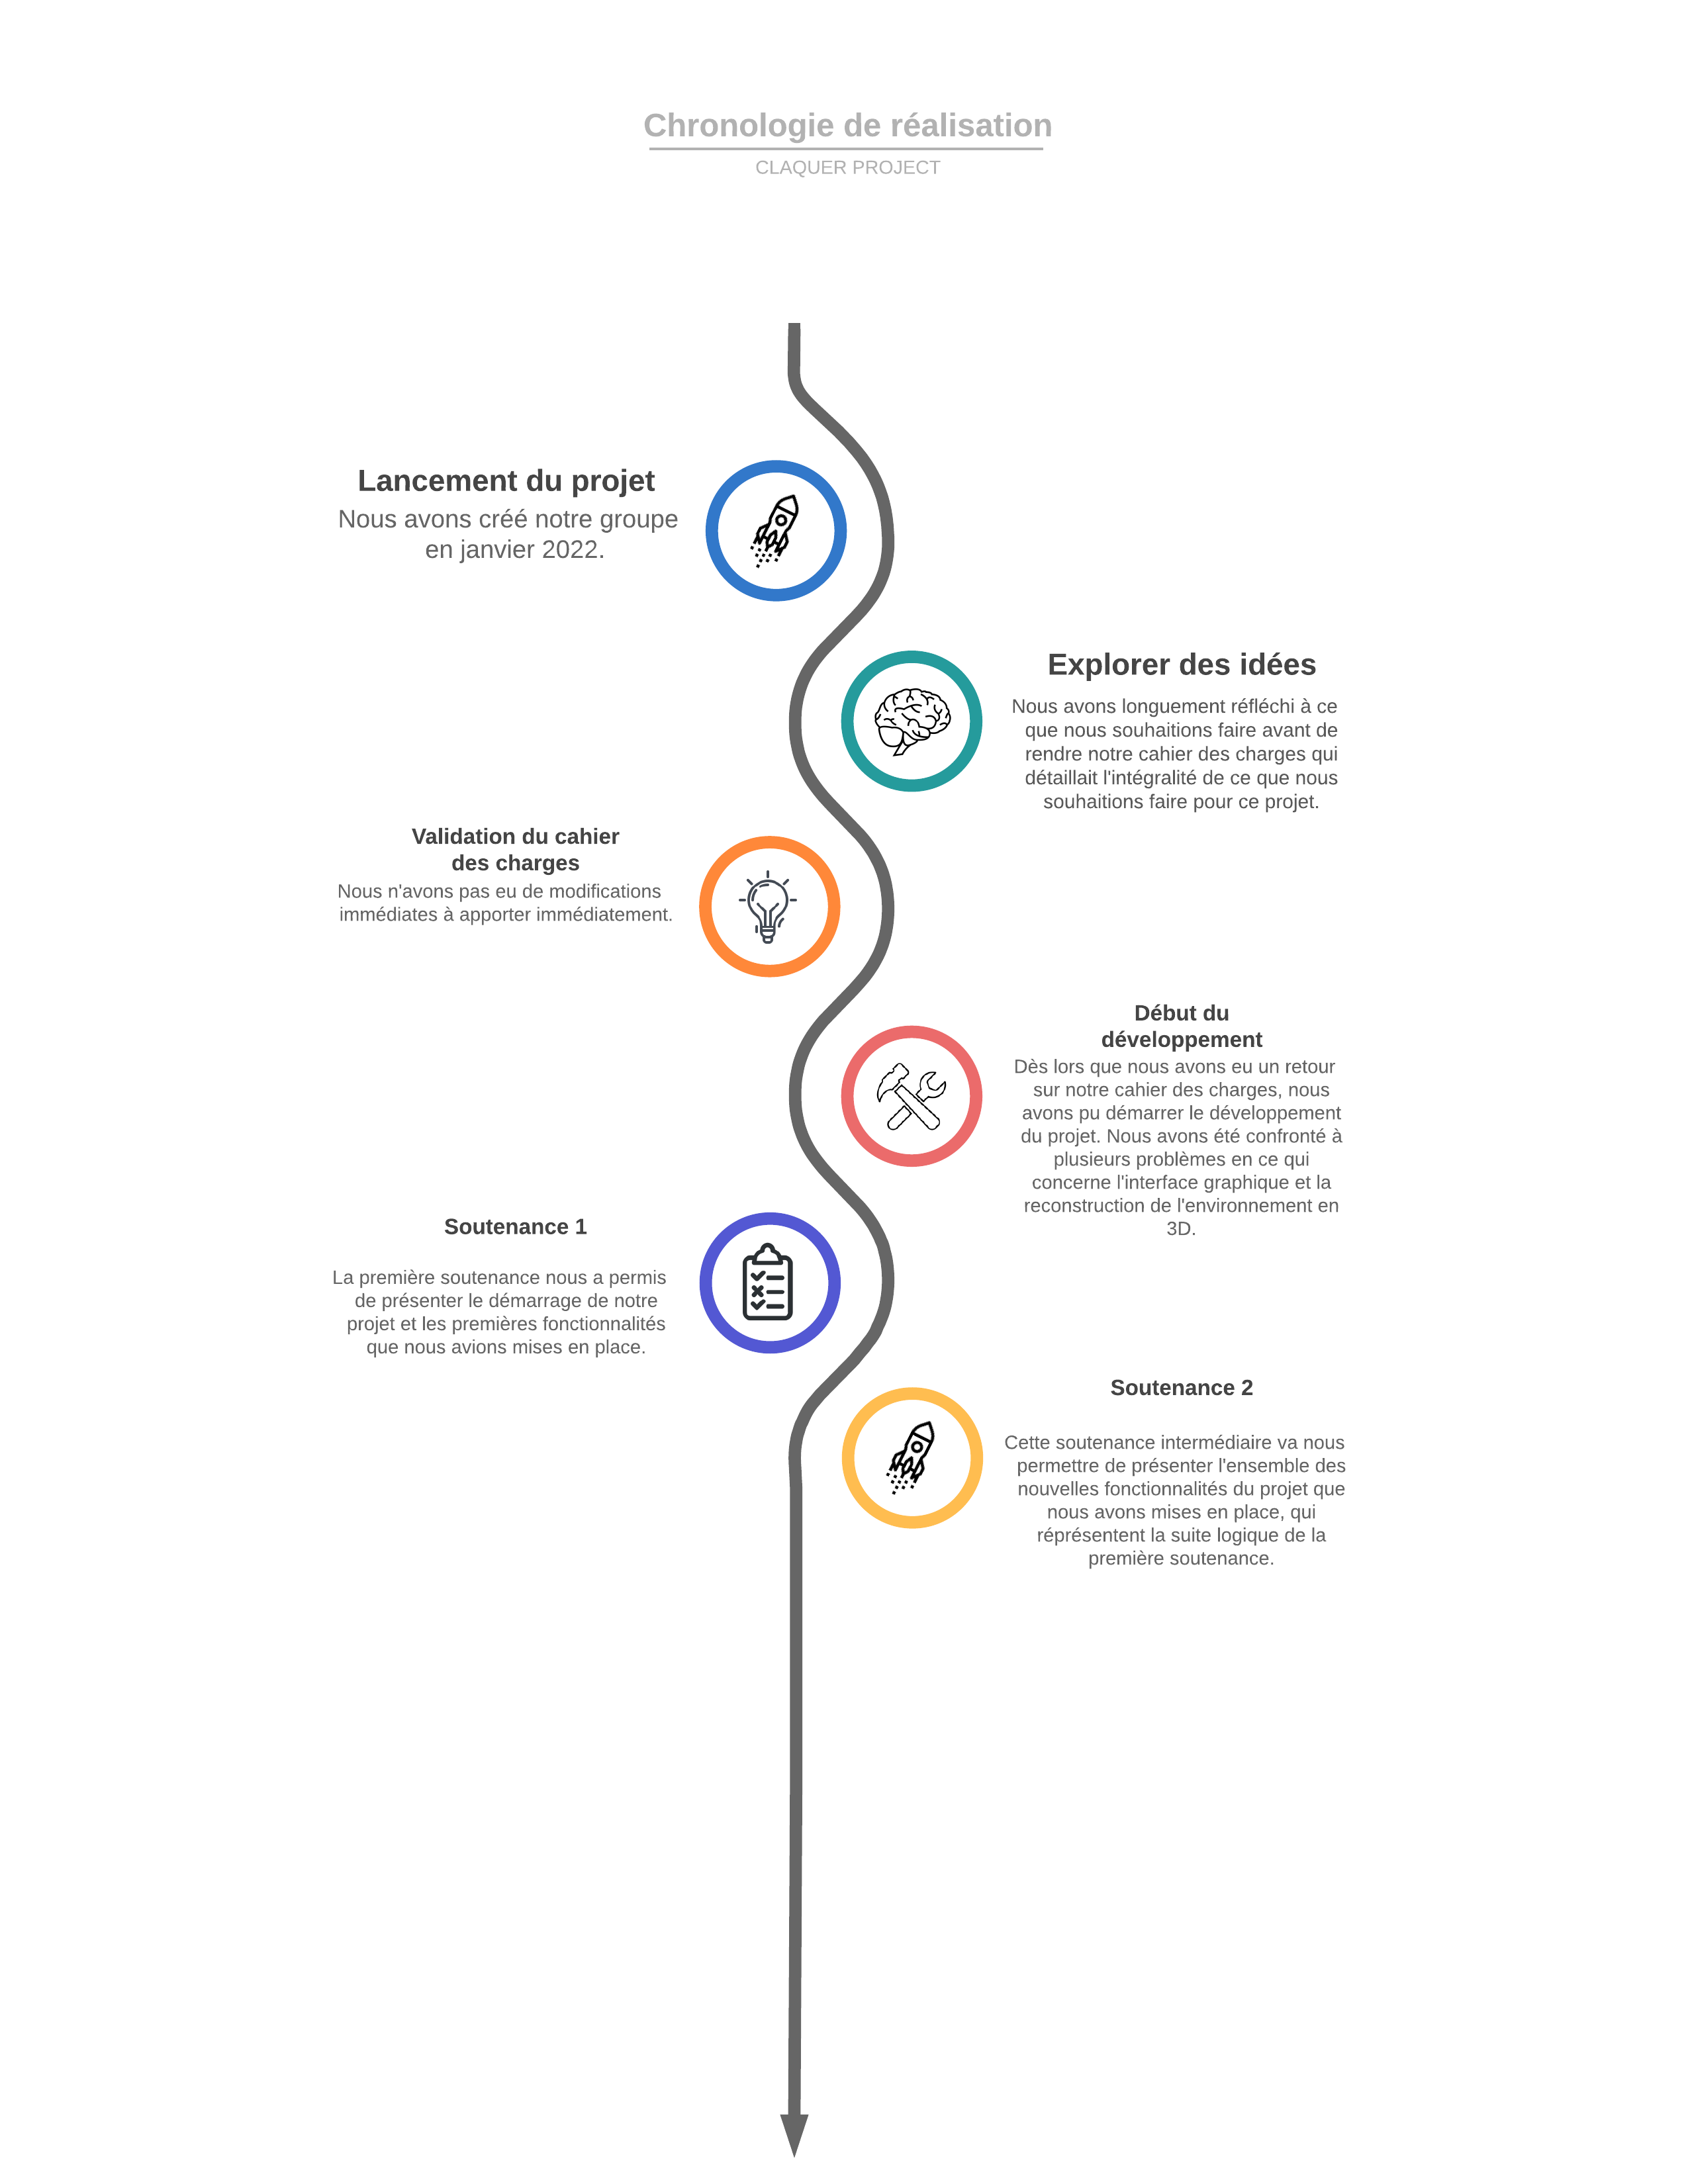 Chronologie de réalisation
CLAQUER PROJECT
Lancement du projet
Nous avons créé notre groupe
en janvier 2022.
Explorer des idées
Nous avons longuement réfléchi à ce
que nous souhaitions faire avant de
rendre notre cahier des charges qui
détaillait l'intégralité de ce que nous
souhaitions faire pour ce projet.
Validation du cahier
des charges
Nous n'avons pas eu de modifications
immédiates à apporter immédiatement.
Début du
développement
Dès lors que nous avons eu un retour
sur notre cahier des charges, nous
avons pu démarrer le développement
du projet. Nous avons été confronté à
plusieurs problèmes en ce qui
concerne l'interface graphique et la
reconstruction de l'environnement en
3D.
Soutenance 1
La première soutenance nous a permis
de présenter le démarrage de notre
projet et les premières fonctionnalités
que nous avions mises en place.
Soutenance 2
Cette soutenance intermédiaire va nous
permettre de présenter l'ensemble des
nouvelles fonctionnalités du projet que
nous avons mises en place, qui
réprésentent la suite logique de la
première soutenance.